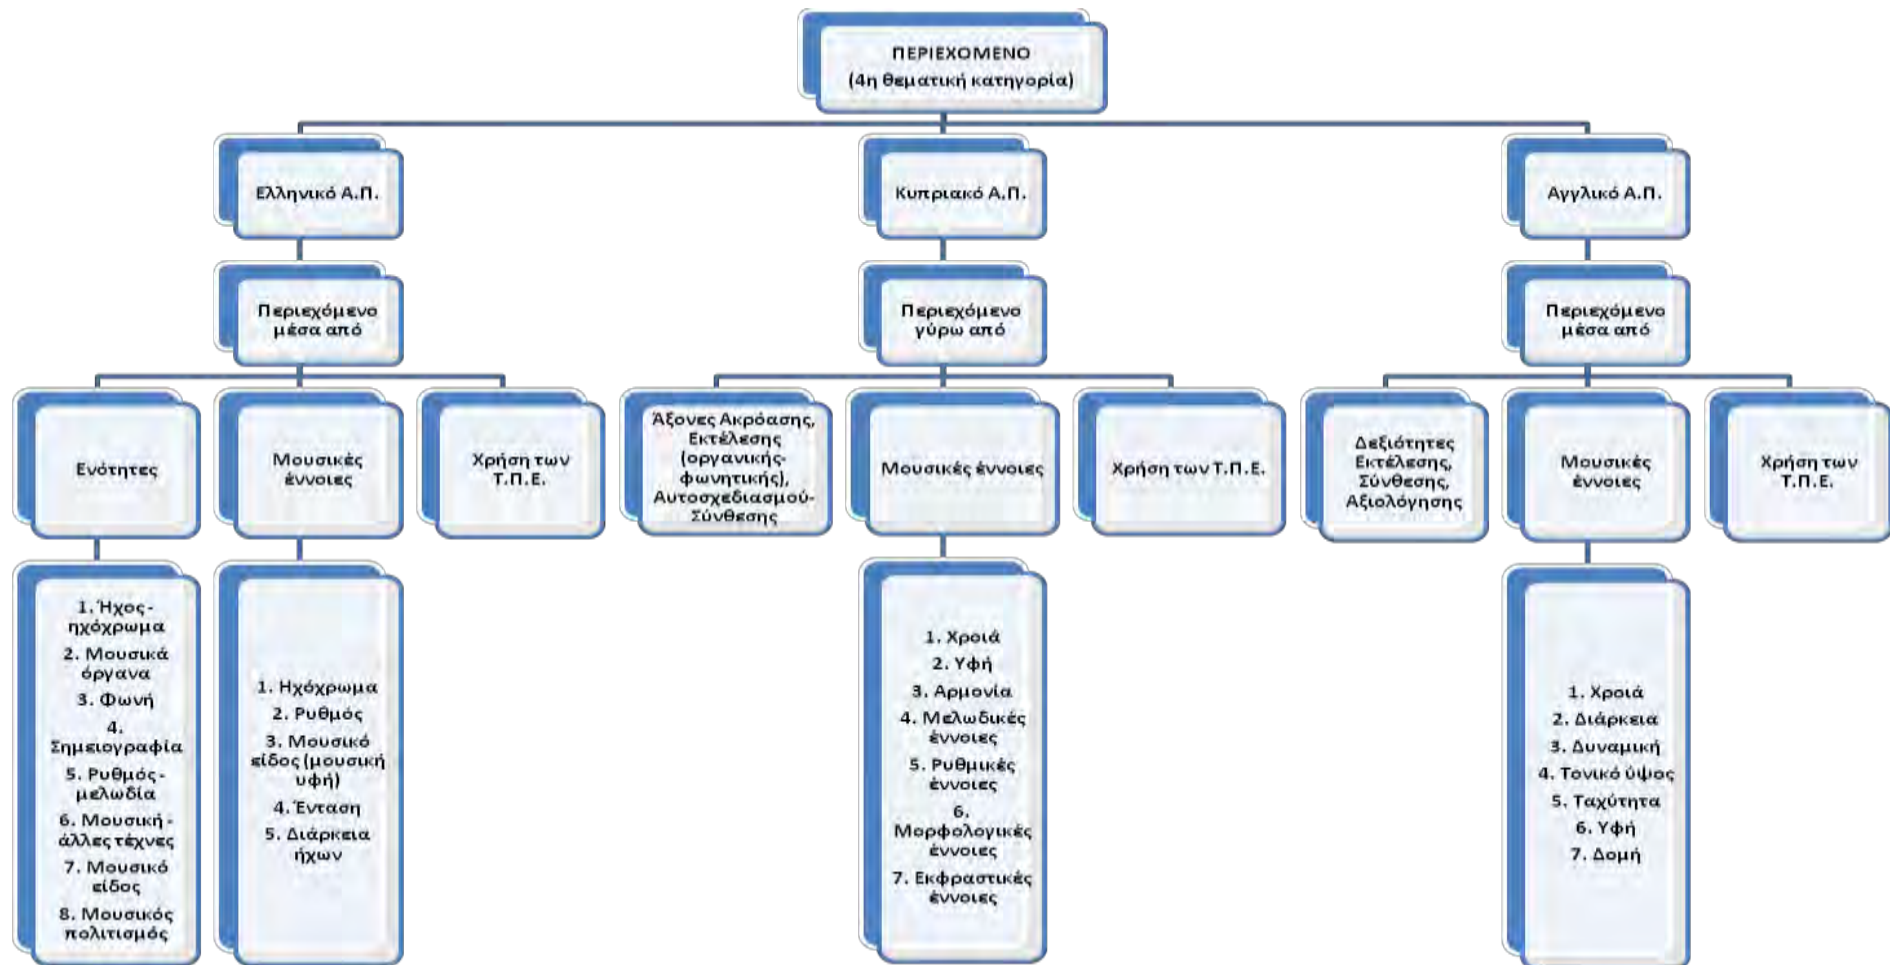 ΠΕΡΙΕΧΟΜΕΝΟ
(4η θεματική κατηγορία)
Ελληνικό Α.Π.
Κυπριακό Α.Π.
Αγγλικό Α.Π.
Περιεχόμενο
μέσα από
Περιεχόμενο
γύρω από
Περιεχόμενο
μέσα από
Ενότητες
Μουσικές
έννοιες
Χρήση των
Τ.Π.Ε.
Άξονες Ακρόασης,
Εκτέλεσης
(οργανικής-
φωνητικής),
Αυτοσχεδιασμού-
Σύνθεσης
Μουσικές έννοιες
Χρήση των Τ.Π.Ε.
Δεξιότητες
Εκτέλεσης,
Σύνθεσης,
Αξιολόγησης
Μουσικές
έννοιες
Χρήση των
Τ.Π.Ε.
1. Ήχος -
ηχόχρωμα
2. Μουσικά
όργανα
3. Φωνή
4.
Σημειογραφία
5. Ρυθμός -
μελωδία
6. Μουσική -
άλλες τέχνες
7. Μουσικό
είδος
8. Μουσικός
πολιτισμός
1. Ηχόχρωμα
2. Ρυθμός
3. Μουσικό
είδος (μουσική
υφή)
4. Ένταση
5. Διάρκεια
ήχων
1. Χροιά
2. Υφή
3. Αρμονία
4. Μελωδικές
έννοιες
5. Ρυθμικές
έννοιες
6.
Μορφολογικές
έννοιες
7. Εκφραστικές
έννοιες
1. Χροιά
2. Διάρκεια
3. Δυναμική
4. Τονικό ύψος
5. Ταχύτητα
6. Υφή
7. Δομή